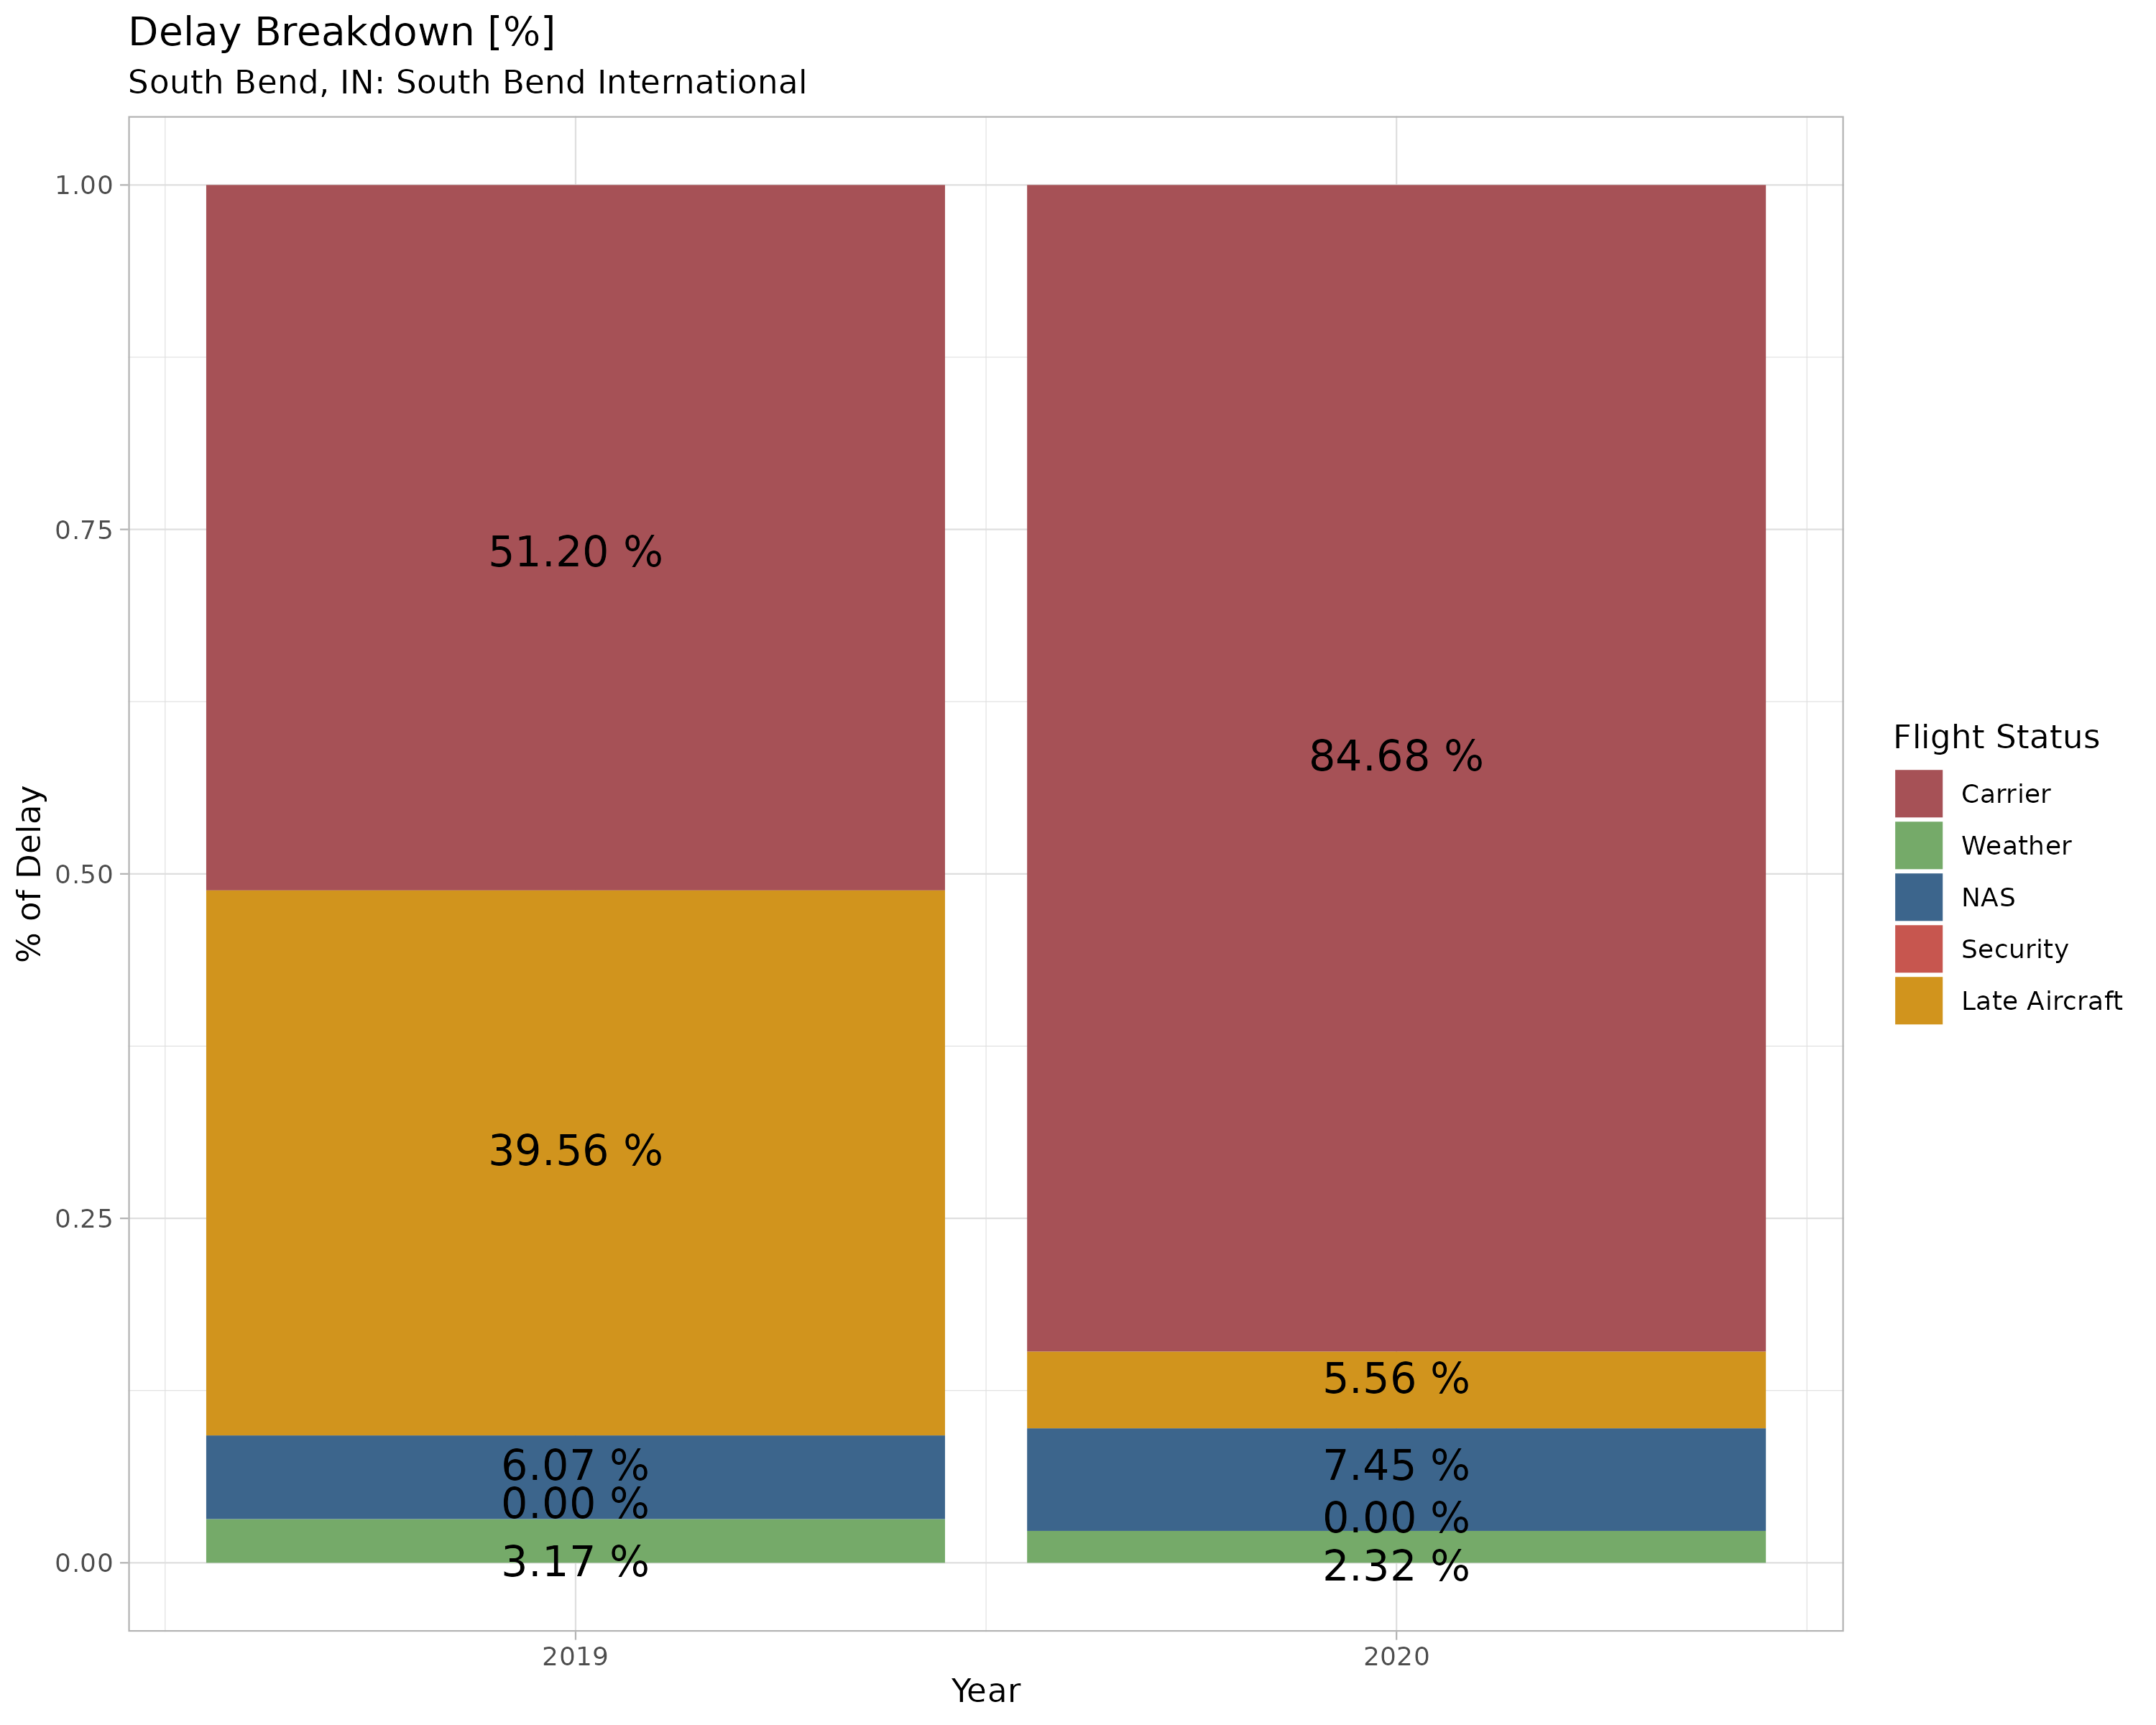 Delay Breakdown [%]
South Bend, IN: South Bend International
% of Delay
1.00
0.75
0.50
0.25
0.00
51.20 %
39.56 %
6.07 %
0.00 %
3.17 %
84.68 %
5.56 %
7.45 %
0.00 %
2.32 %
2019
2020
Year
Flight Status
Carrier
Weather
NAS
Security
Late Aircraft